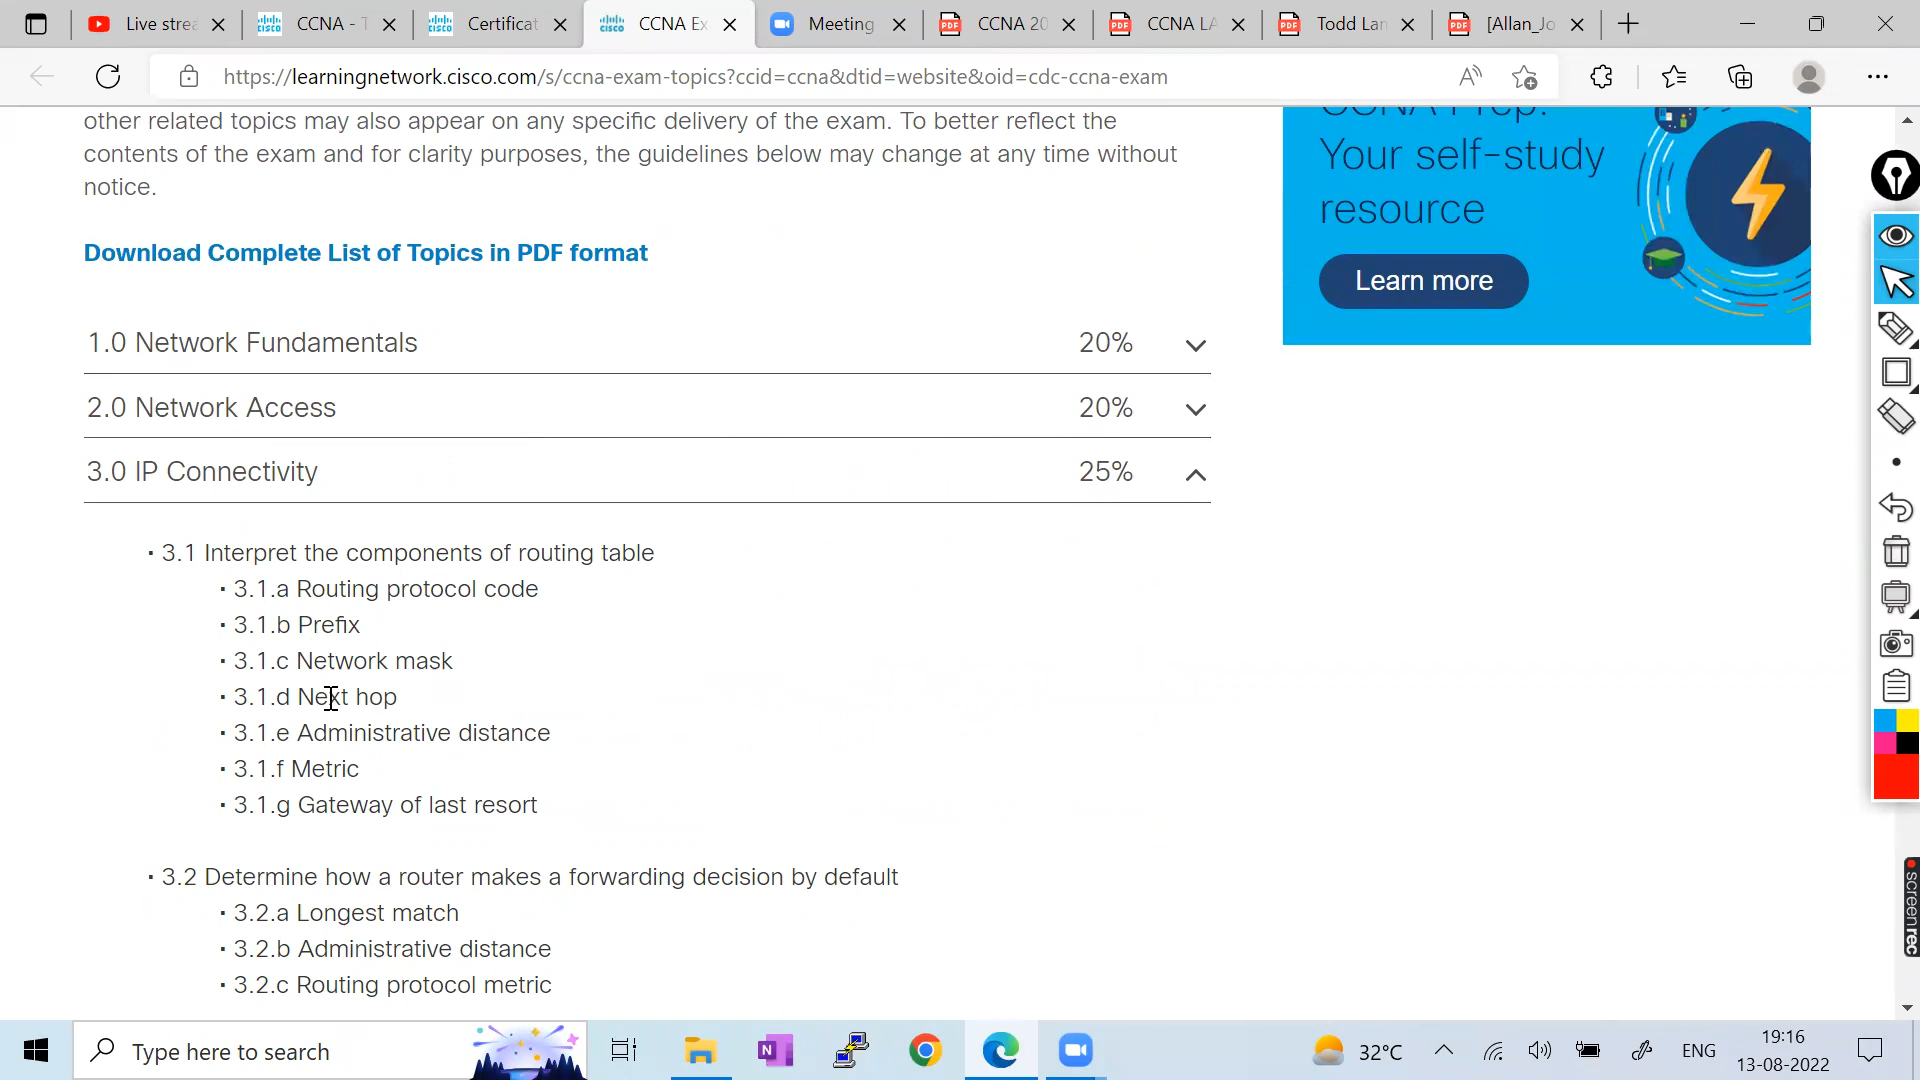 Live strea
CCNA - T
Certificat
CCNA Ex
Meeting
CCNA 20
CCNA LA
Todd Lan
[Allan_Jo
https://learningnetwork.cisco.com/s/ccna-exam-topics?ccid=ccna&dtid=website&oid=cdc-ccna-exam
other related topics may also appear on any specific delivery of the exam. To better reflect the
contents of the exam and for clarity purposes, the guidelines below may change at any time without
notice.
Download Complete List of Topics in PDF format
CCNA Prep:
Your self-study
resource
Learn more
1.0 Network Fundamentals 20%
2.0 Network Access 20%
3.0 IP Connectivity 25%
· 3.1 Interpret the components of routing table
· 3.1.a Routing protocol code
· 3.1.b Prefix
· 3.1.c Network mask
· 3.1.d Next hop
· 3.1.e Administrative distance
· 3.1.f Metric
· 3.1.g Gateway of last resort
· 3.2 Determine how a router makes a forwarding decision by default
· 3.2.a Longest match
· 3.2.b Administrative distance
· 3.2.c Routing protocol metric
screenrec
Type here to search
32°C
ENG
19:16
13-08-2022